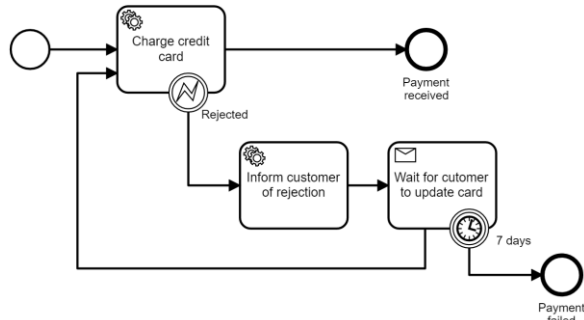 Charge credit
card
Payment
received
Rejected
Inform customer
of rejection
Wait for cutomer
to update card
7 days
Payment
failed